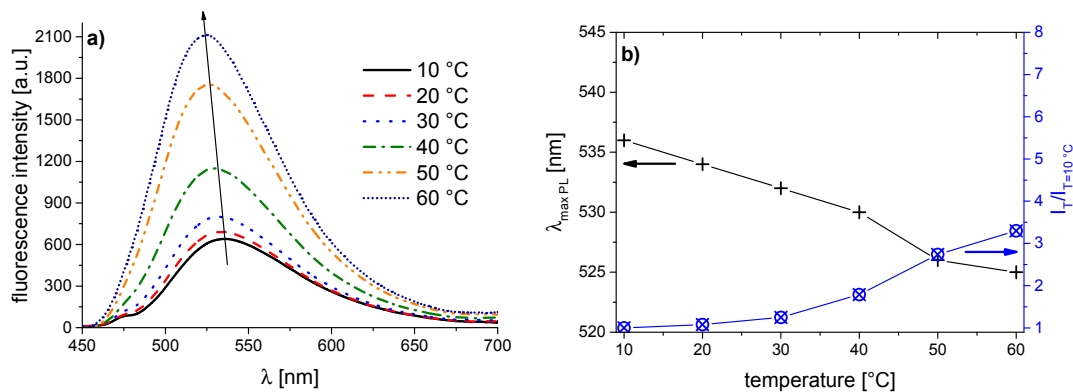 a)
fluorescence intensity [a.u.]
2100
1800
1500
1200
900
600
300
0
450 500 550 600 650 700
λ [nm]
10 °C
20 °C
30 °C
40 °C
50 °C
60 °C
b)
λmax PL [nm]
545
540
535
530
525
520
10 20 30 40 50 60
temperature [°C]
8
7
6
5
4
3
2
1
IT/IT=10 °C